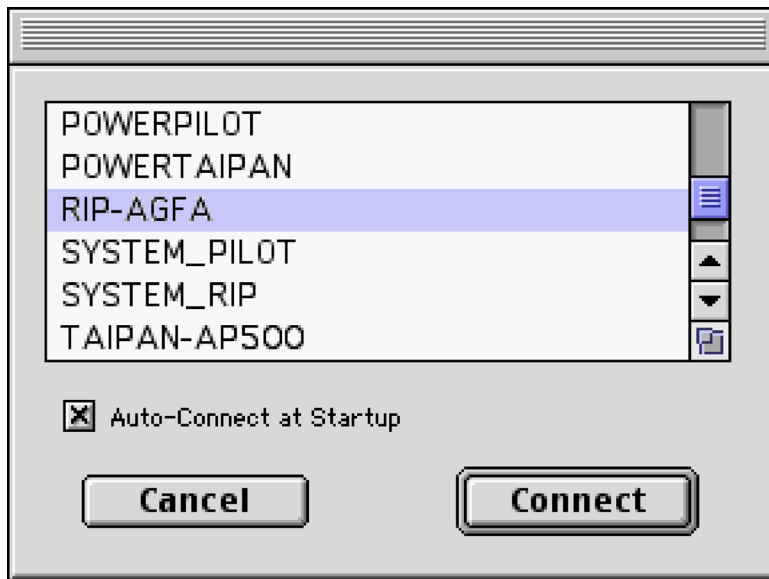 POWERPILOT
POWERTAIPAN
RIP-AGFA
SYSTEM_PILOT
SYSTEM_RIP
TAIPAN-AP500
Auto-Connect at Startup
Cancel Connect